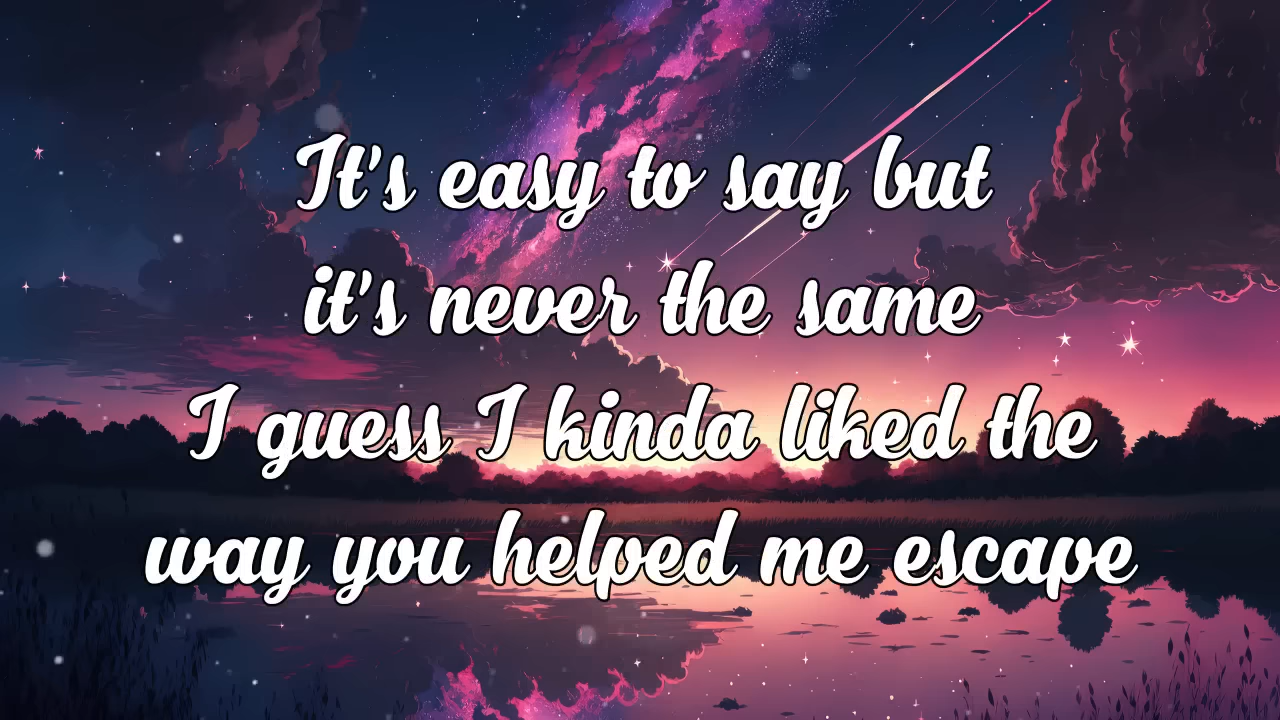 It's easy to say but
it's never the same
I guess I kinda liked the
way you helped me escape